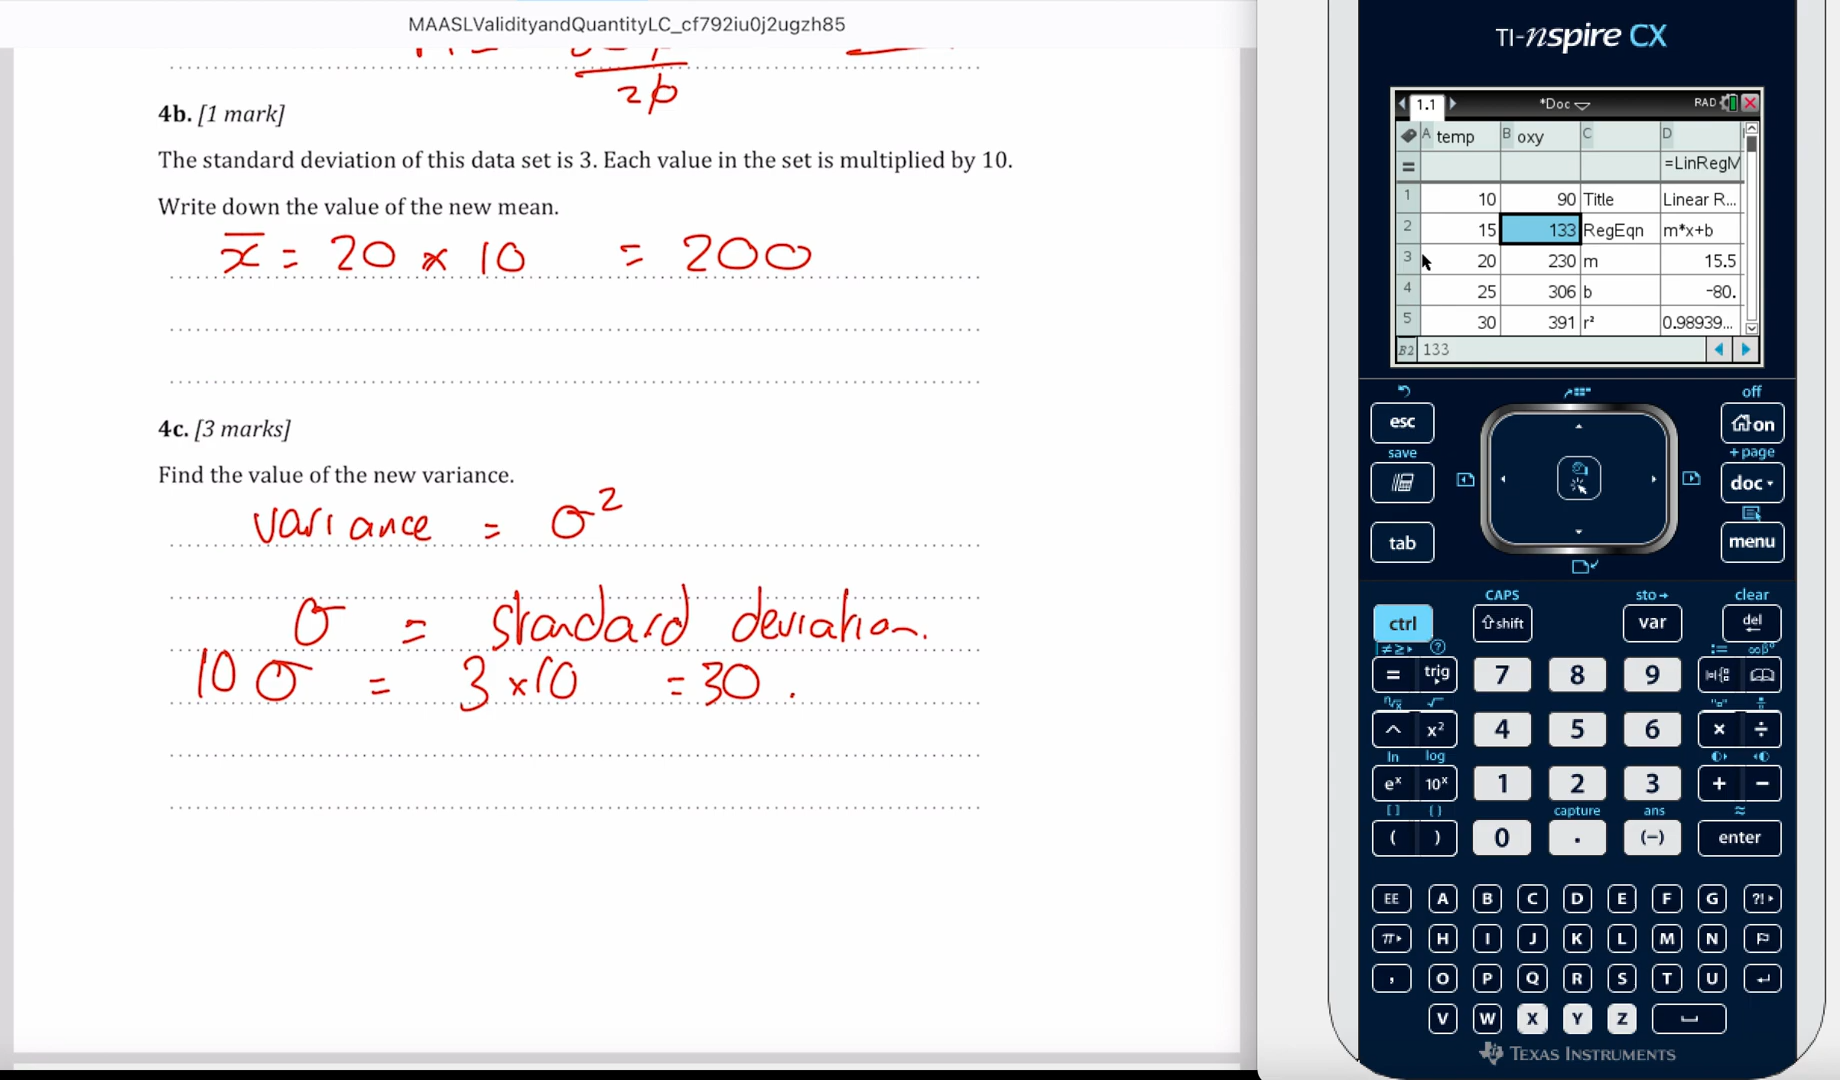 MAASLValidityandQuantityLC_cf792iu0j2ugzh85
20
4b. [1 mark]
The standard deviation of this data set is 3. Each value in the set is multiplied by 10.
Write down the value of the new mean.
x̄ = 20 × 10 = 200
4c. [3 marks]
Find the value of the new variance.
variance = σ²
σ = standard deviation.
10 σ = 3 × 10 = 30.
TI-nspire CX
1.1 *Doc RAD
A temp B oxy C D
= =LinRegM
1 10 90 Title Linear R...
2 15 133 RegEqn m*x+b
3 20 230 m 15.5
4 25 306 b -80.
5 30 391 r² 0.98939...
B2 133
off
esc on
save + page
doc
tab menu
CAPS sto→ clear
ctrl shift var del
= trig 7 8 9
^ x² 4 5 6 × ÷
ln log
eˣ 10ˣ 1 2 3 + −
[ ] { } capture ans ≈
( ) 0 . (−) enter
EE A B C D E F G ?!
π H I J K L M N
, O P Q R S T U
V W X Y Z
TEXAS INSTRUMENTS